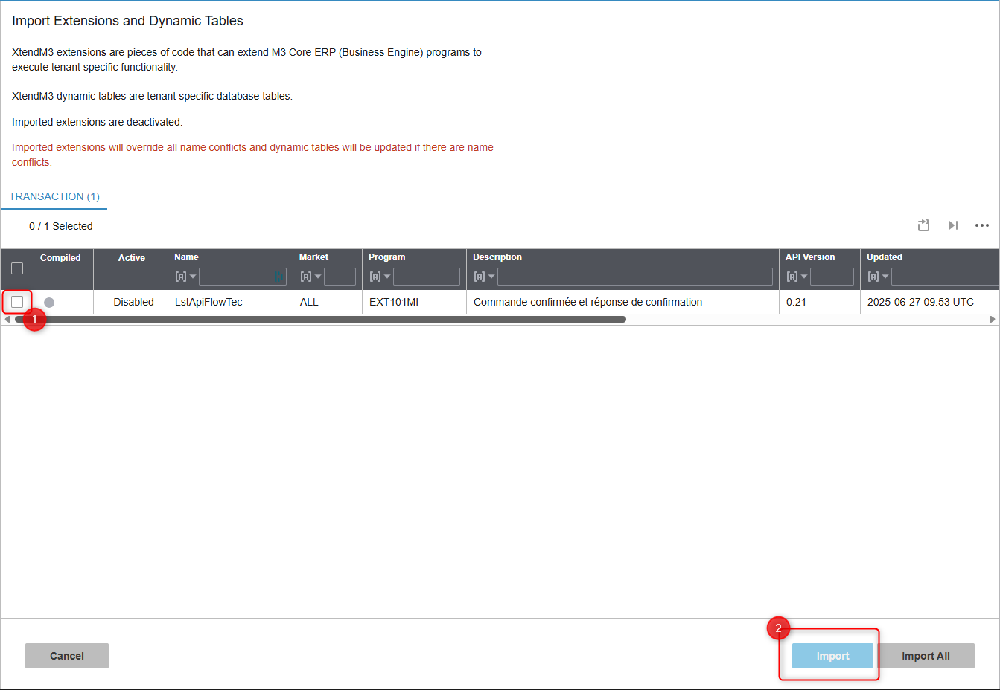 Import Extensions and Dynamic Tables
XtendM3 extensions are pieces of code that can extend M3 Core ERP (Business Engine) programs to
execute tenant specific functionality.
XtendM3 dynamic tables are tenant specific database tables.
Imported extensions are deactivated.
Imported extensions will override all name conflicts and dynamic tables will be updated if there are name
conflicts.
TRANSACTION (1)
0 / 1 Selected
Compiled Active Name Market Program Description API Version Updated
[A] [A] [A] [A] [A] [A]
Disabled LstApiFlowTec ALL EXT101MI Commande confirmée et réponse de confirmation 0.21 2025-06-27 09:53 UTC
1
2
Cancel Import Import All